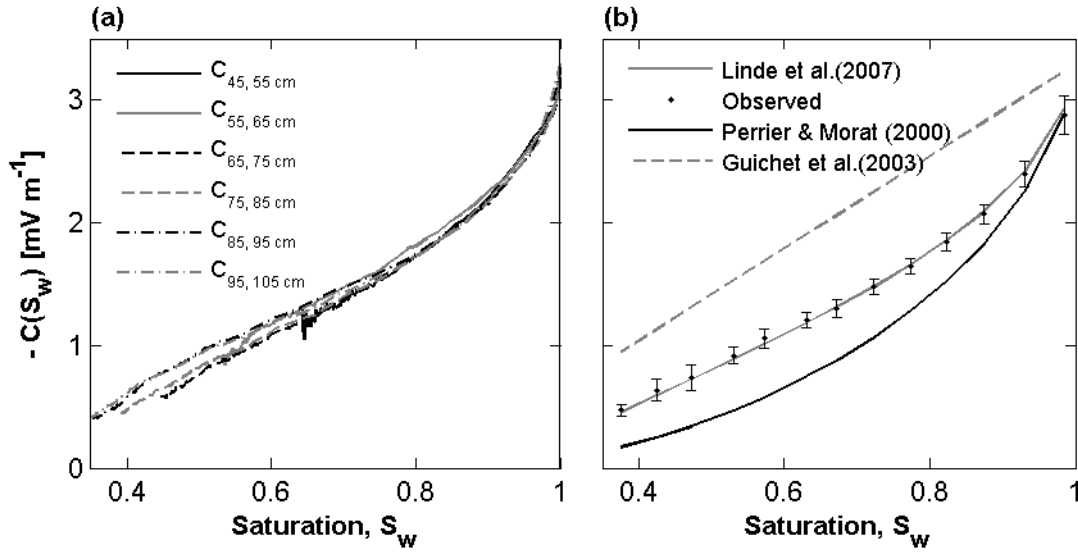 (a)
(b)
C45, 55 cm
C55, 65 cm
C65, 75 cm
C75, 85 cm
C85, 95 cm
C95, 105 cm
Linde et al.(2007)
Observed
Perrier & Morat (2000)
Guichet et al.(2003)
- C(Sw) [mV m-1]
3
2
1
0
0.4
0.6
0.8
1
0.4
0.6
0.8
1
Saturation, Sw
Saturation, Sw